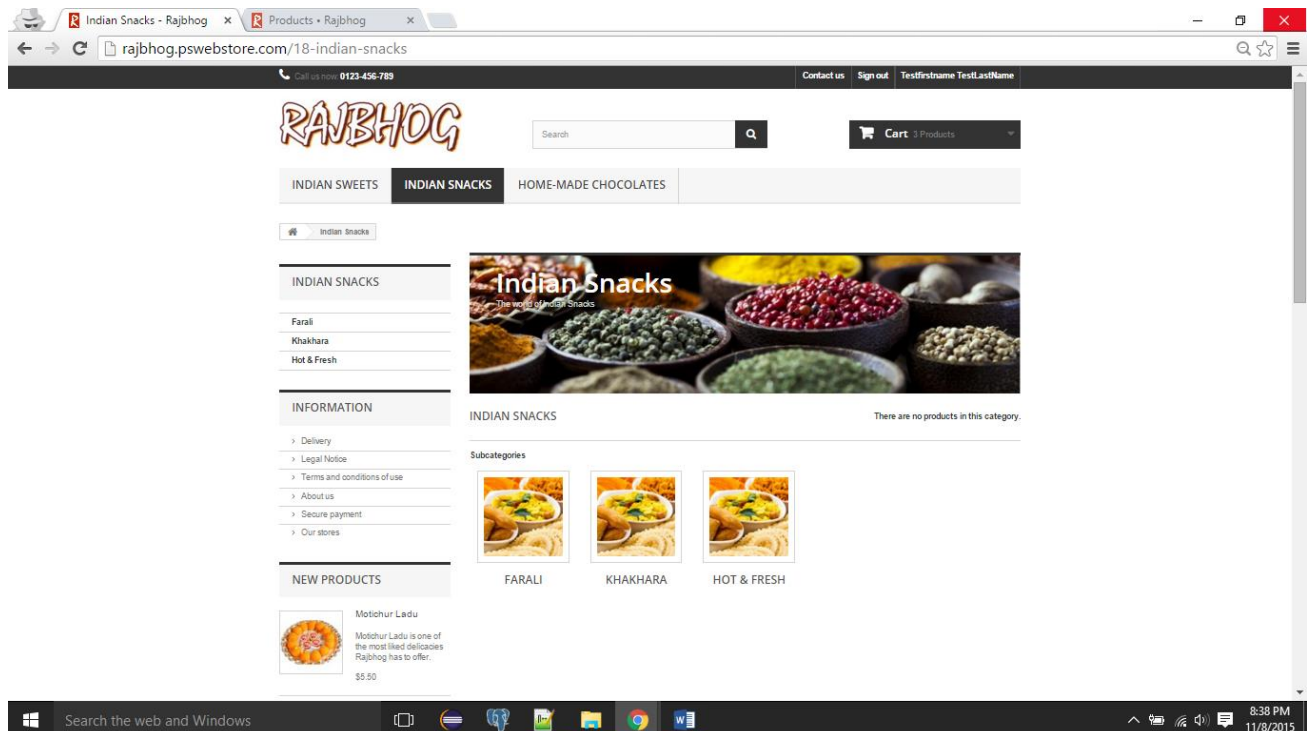 Indian Snacks - Rajbhog × Products • Rajbhog ×
rajbhog.pswebstore.com/18-indian-snacks
Call us now 0123-456-789 Contact us Sign out Testfirstname TestLastName
RAJBHOG
Search
Cart 3 Products
INDIAN SWEETS INDIAN SNACKS HOME-MADE CHOCOLATES
Indian Snacks
INDIAN SNACKS
Farali
Khakhara
Hot & Fresh
INFORMATION
> Delivery
> Legal Notice
> Terms and conditions of use
> About us
> Secure payment
> Our stores
NEW PRODUCTS
Motichur Ladu
Motichur Ladu is one of
the most liked delicacies
Rajbhog has to offer.
$5.50
Indian Snacks
The world of Indian Snacks
INDIAN SNACKS There are no products in this category.
Subcategories
FARALI KHAKHARA HOT & FRESH
Search the web and Windows
8:38 PM
11/8/2015